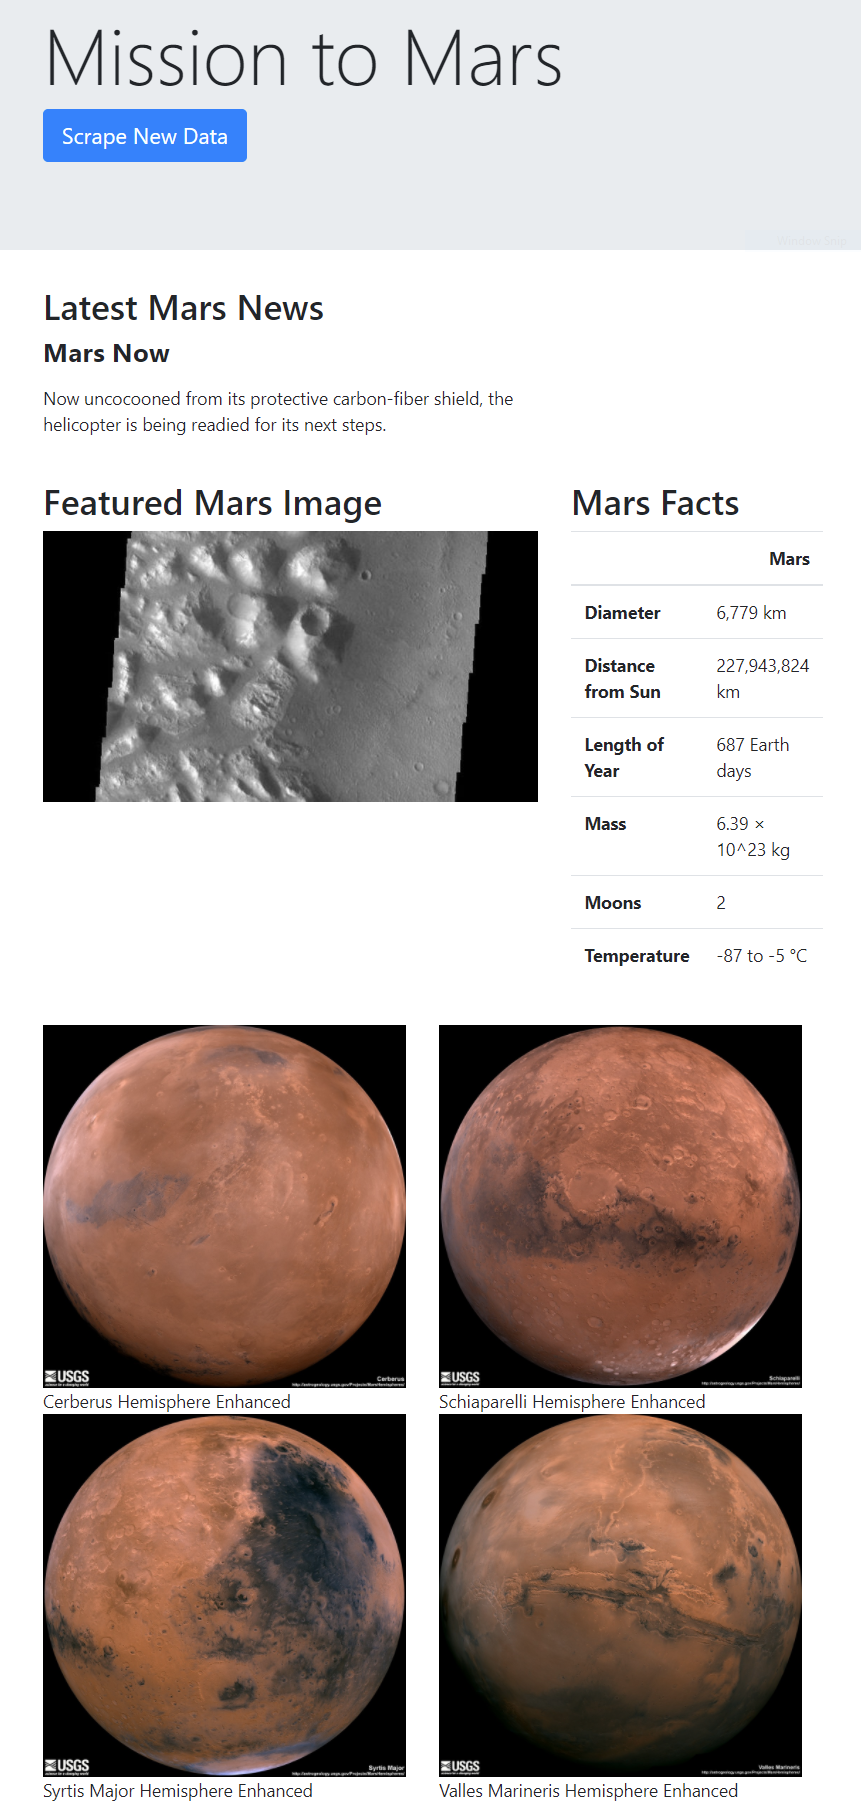 Mission to Mars
Scrape New Data
Window Snip
Latest Mars News
Mars Now
Now uncocooned from its protective carbon-fiber shield, the
helicopter is being readied for its next steps.
Featured Mars Image
Mars Facts
Mars
Diameter 6,779 km
Distance 227,943,824
from Sun km
Length of 687 Earth
Year days
Mass 6.39 ×
10^23 kg
Moons 2
Temperature -87 to -5 °C
USGS
Cerberus
USGS
Schiaparelli
Cerberus Hemisphere Enhanced
Schiaparelli Hemisphere Enhanced
USGS
Syrtis Major
USGS
Valles Marineris
Syrtis Major Hemisphere Enhanced
Valles Marineris Hemisphere Enhanced